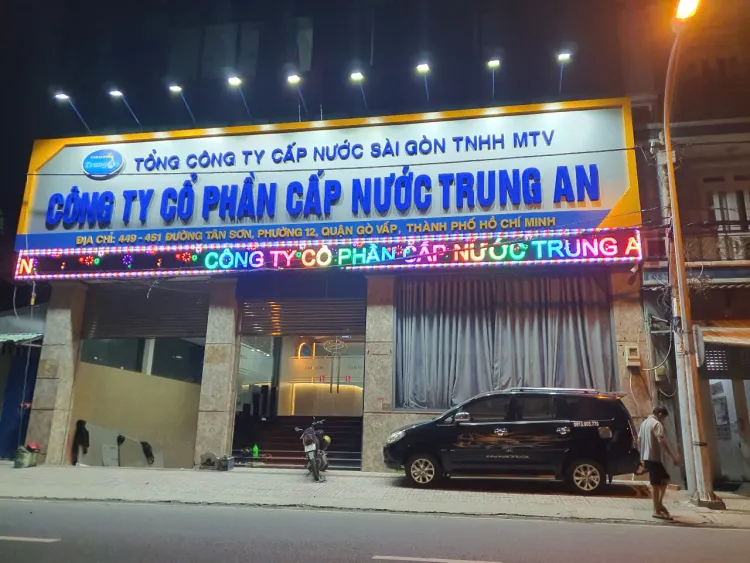 TỔNG CÔNG TY CẤP NƯỚC SÀI GÒN TNHH MTV
Trung An
CÔNG TY CỔ PHẦN CẤP NƯỚC TRUNG AN
ĐỊA CHỈ: 449 - 451 ĐƯỜNG TÂN SƠN, PHƯỜNG 12, QUẬN GÒ VẤP, THÀNH PHỐ HỒ CHÍ MINH
N CÔNG TY CỔ PHẦN CẤP NƯỚC TRUNG A